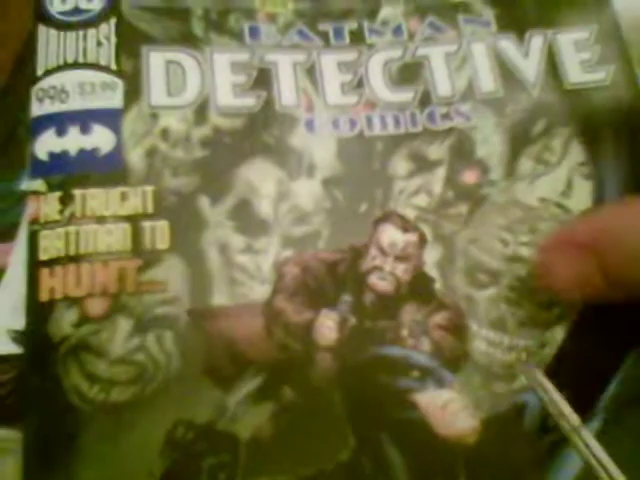 DC
UNIVERSE
996 $3.99
BATMAN
DETECTIVE
COMICS
HE TAUGHT
BATMAN TO
HUNT...